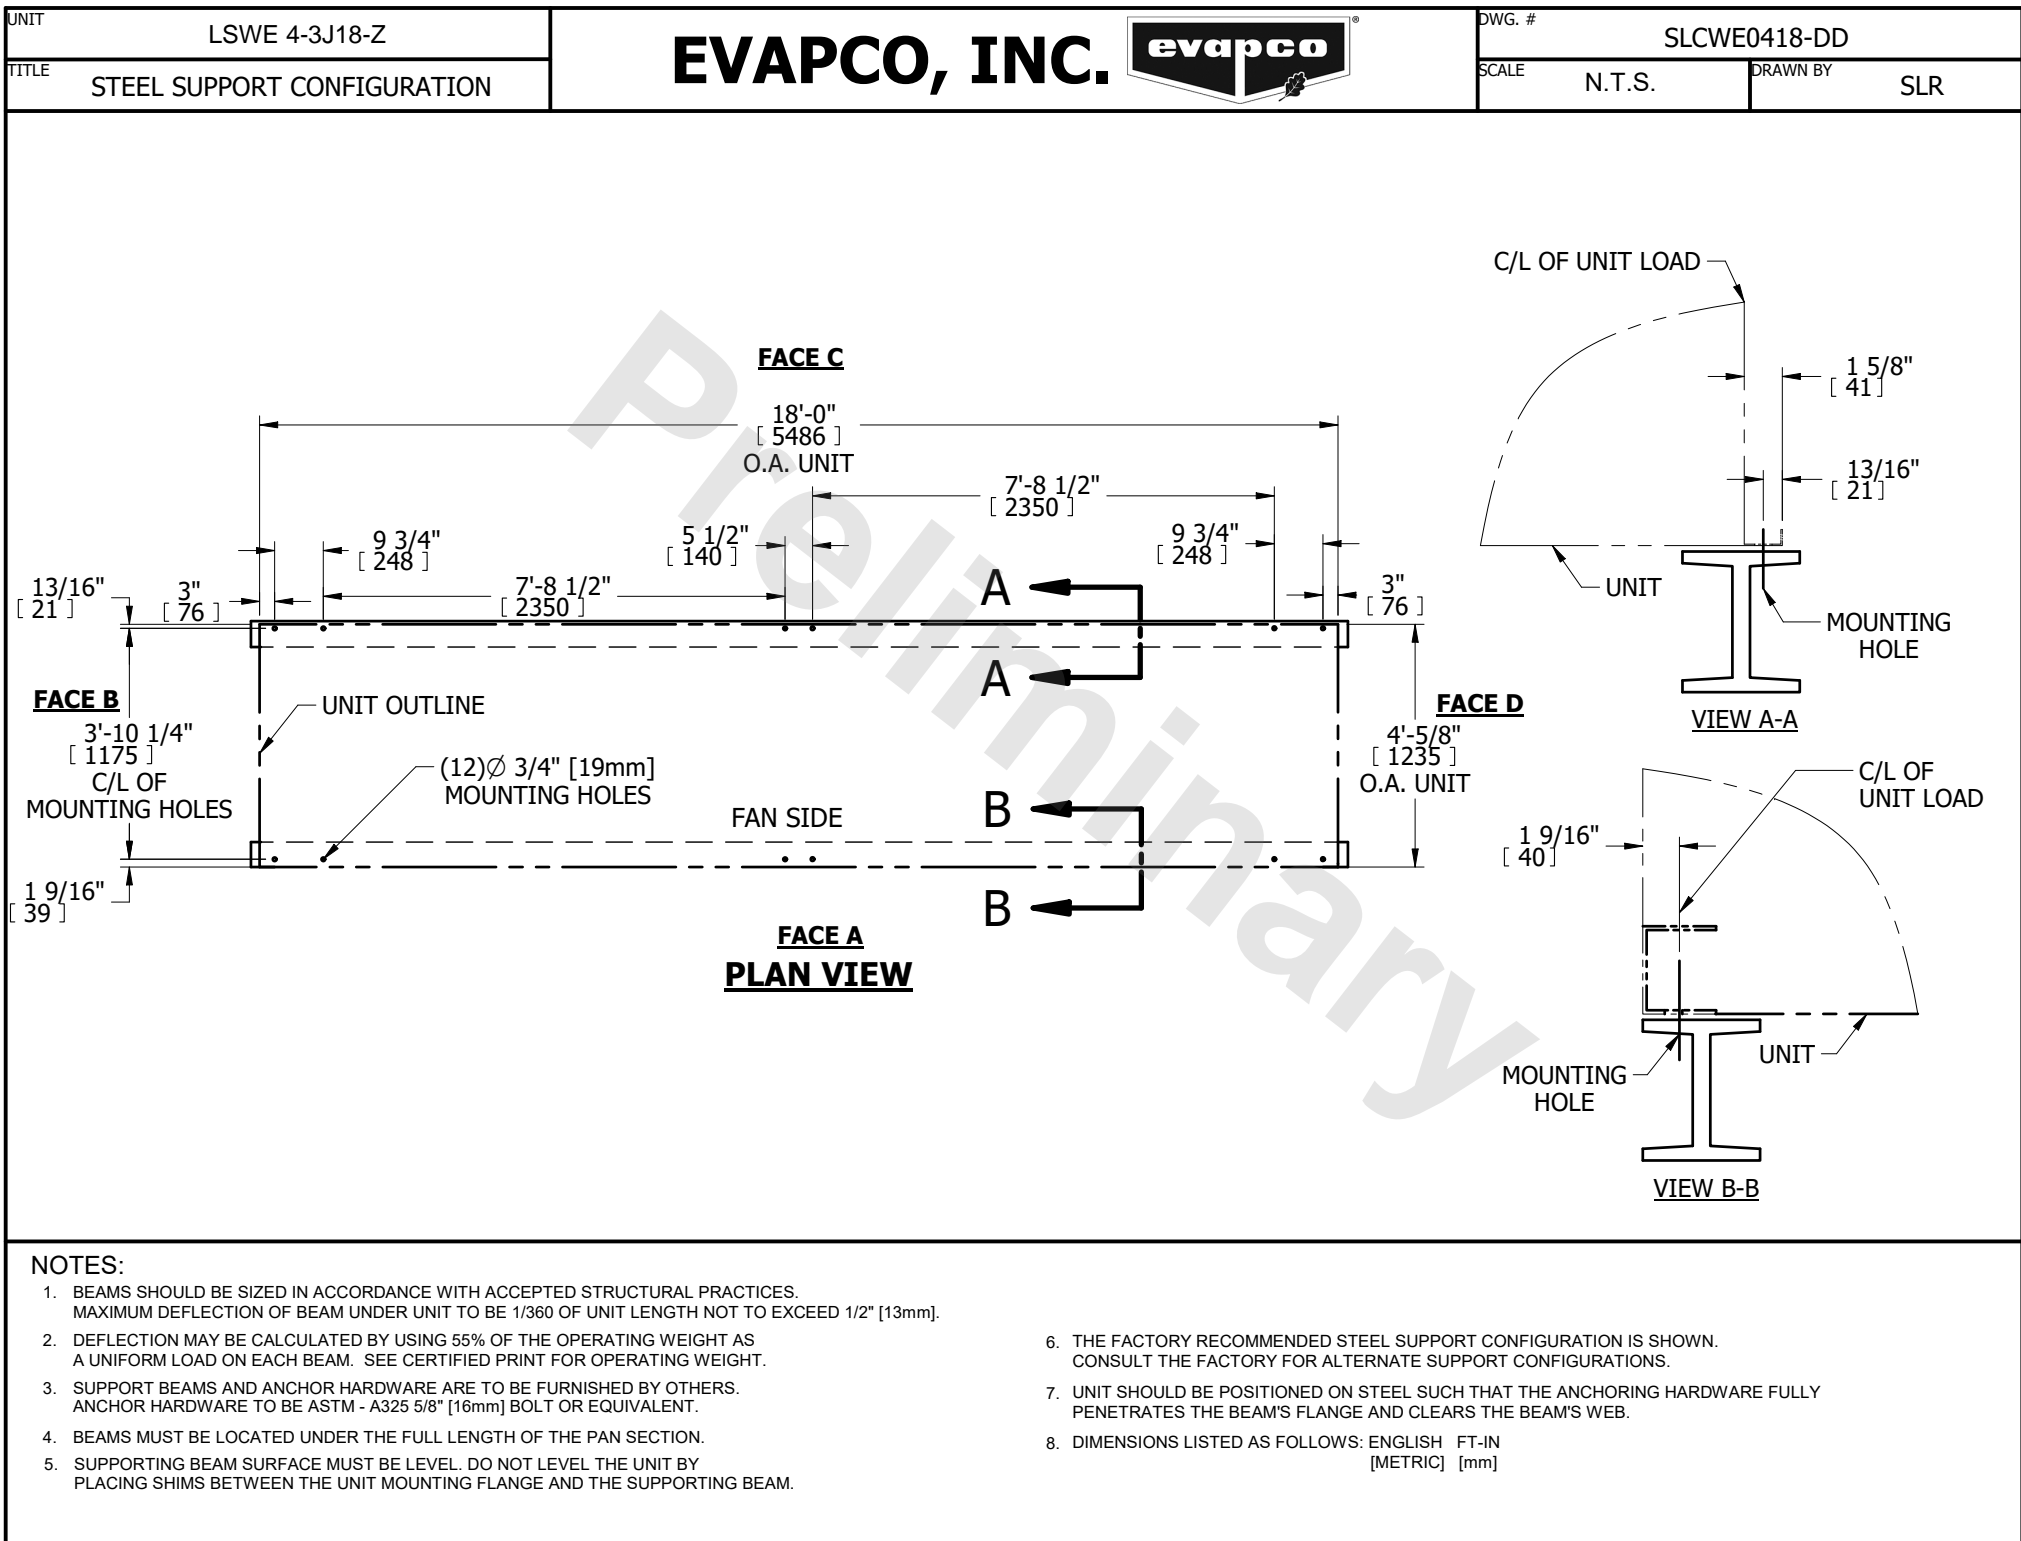 UNIT
LSWE 4-3J18-Z
TITLE
STEEL SUPPORT CONFIGURATION
EVAPCO, INC.
evapco
®
DWG. #
SLCWE0418-DD
SCALE
N.T.S.
DRAWN BY
SLR
Preliminary
FACE C
18'-0"
[ 5486 ]
O.A. UNIT
7'-8 1/2"
[ 2350 ]
9 3/4"
[ 248 ]
5 1/2"
[ 140 ]
9 3/4"
[ 248 ]
13/16"
[ 21 ]
3"
[ 76 ]
7'-8 1/2"
[ 2350 ]
A
3"
[ 76 ]
A
FACE B
3'-10 1/4"
[ 1175 ]
C/L OF
MOUNTING HOLES
UNIT OUTLINE
(12)∅ 3/4" [19mm]
MOUNTING HOLES
FAN SIDE
B
B
FACE D
4'-5/8"
[ 1235 ]
O.A. UNIT
1 9/16"
[ 39 ]
FACE A
PLAN VIEW
C/L OF UNIT LOAD
1 5/8"
[ 41 ]
13/16"
[ 21 ]
UNIT
MOUNTING
HOLE
VIEW A-A
C/L OF
UNIT LOAD
1 9/16"
[ 40 ]
UNIT
MOUNTING
HOLE
VIEW B-B
NOTES:
1. BEAMS SHOULD BE SIZED IN ACCORDANCE WITH ACCEPTED STRUCTURAL PRACTICES.
MAXIMUM DEFLECTION OF BEAM UNDER UNIT TO BE 1/360 OF UNIT LENGTH NOT TO EXCEED 1/2" [13mm].
2. DEFLECTION MAY BE CALCULATED BY USING 55% OF THE OPERATING WEIGHT AS
A UNIFORM LOAD ON EACH BEAM. SEE CERTIFIED PRINT FOR OPERATING WEIGHT.
3. SUPPORT BEAMS AND ANCHOR HARDWARE ARE TO BE FURNISHED BY OTHERS.
ANCHOR HARDWARE TO BE ASTM - A325 5/8" [16mm] BOLT OR EQUIVALENT.
4. BEAMS MUST BE LOCATED UNDER THE FULL LENGTH OF THE PAN SECTION.
5. SUPPORTING BEAM SURFACE MUST BE LEVEL. DO NOT LEVEL THE UNIT BY
PLACING SHIMS BETWEEN THE UNIT MOUNTING FLANGE AND THE SUPPORTING BEAM.
6. THE FACTORY RECOMMENDED STEEL SUPPORT CONFIGURATION IS SHOWN.
CONSULT THE FACTORY FOR ALTERNATE SUPPORT CONFIGURATIONS.
7. UNIT SHOULD BE POSITIONED ON STEEL SUCH THAT THE ANCHORING HARDWARE FULLY
PENETRATES THE BEAM'S FLANGE AND CLEARS THE BEAM'S WEB.
8. DIMENSIONS LISTED AS FOLLOWS: ENGLISH FT-IN
[METRIC] [mm]